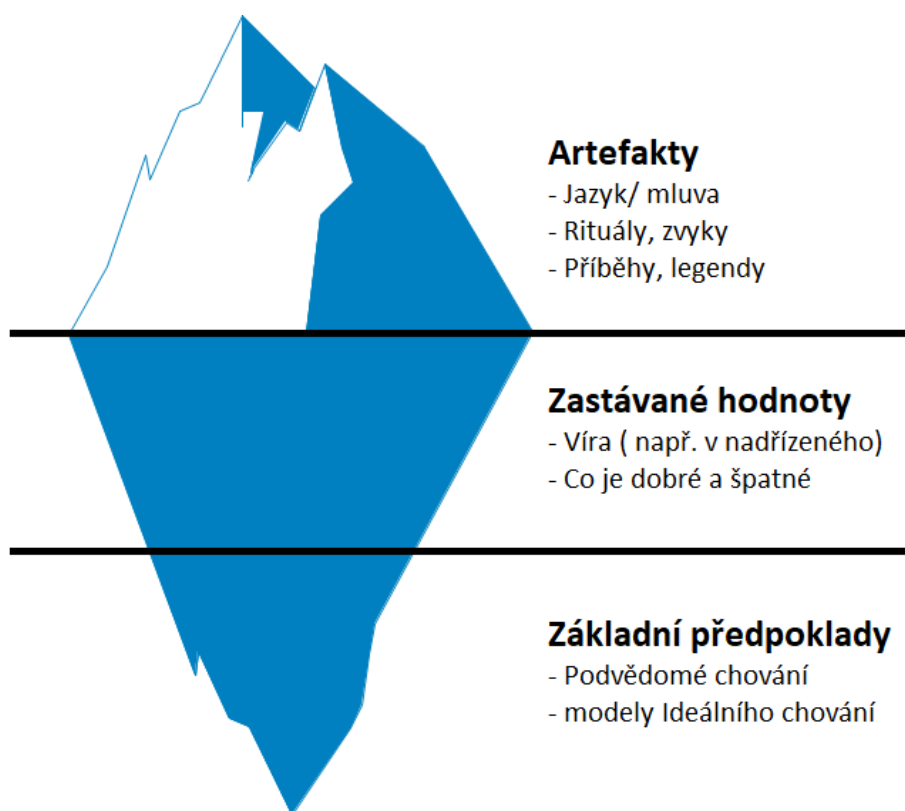 Artefakty
- Jazyk/ mluva
- Rituály, zvyky
- Příběhy, legendy
Zastávané hodnoty
- Víra ( např. v nadřízeného)
- Co je dobré a špatné
Základní předpoklady
- Podvědomé chování
- modely Ideálního chování